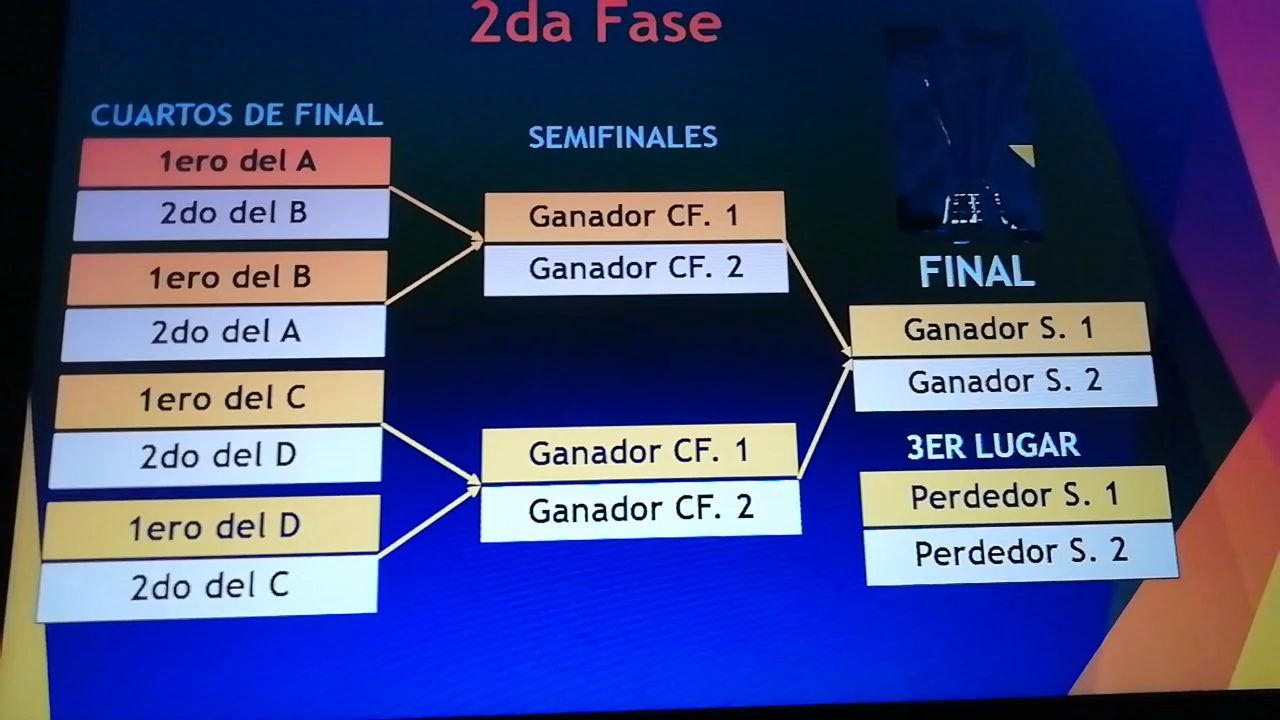 2da Fase
CUARTOS DE FINAL
1ero del A
2do del B
1ero del B
2do del A
1ero del C
2do del D
1ero del D
2do del C
SEMIFINALES
Ganador CF. 1
Ganador CF. 2
Ganador CF. 1
Ganador CF. 2
FINAL
Ganador S. 1
Ganador S. 2
3ER LUGAR
Perdedor S. 1
Perdedor S. 2